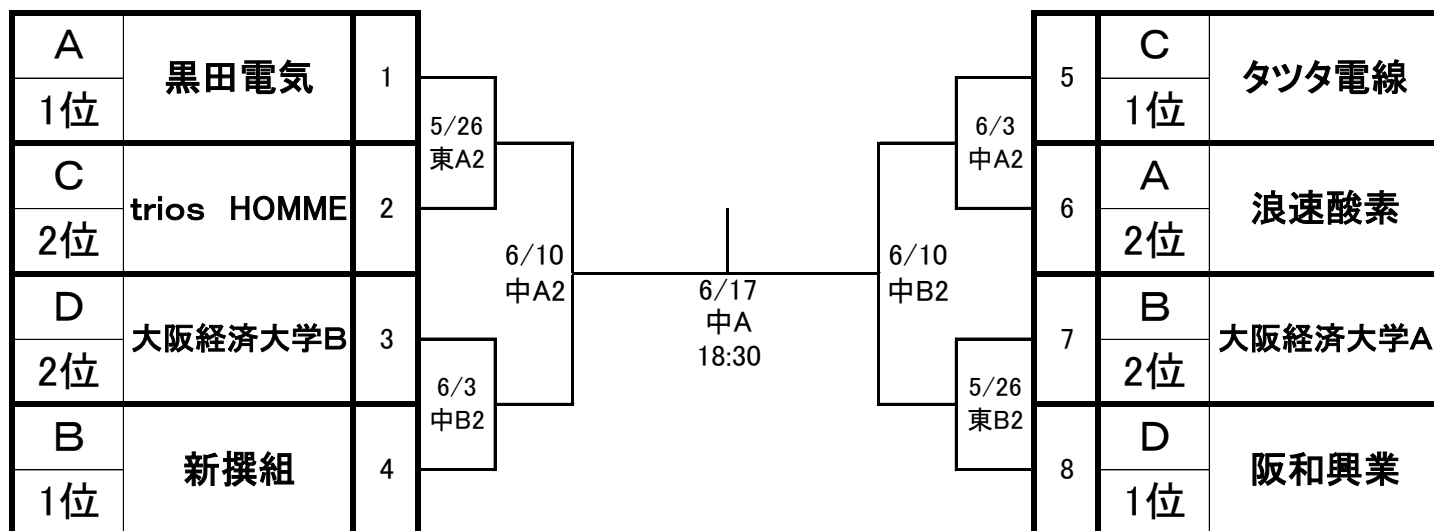 A
1位
黒田電気
1
C
2位
trios　HOMME
2
D
2位
大阪経済大学B
3
B
1位
新撰組
4
5/26
東A2
6/3
中B2
6/10
中A2
6/17
中A
18:30
6/10
中B2
6/3
中A2
5/26
東B2
5
C
1位
タツタ電線
6
A
2位
浪速酸素
7
B
2位
大阪経済大学A
8
D
1位
阪和興業